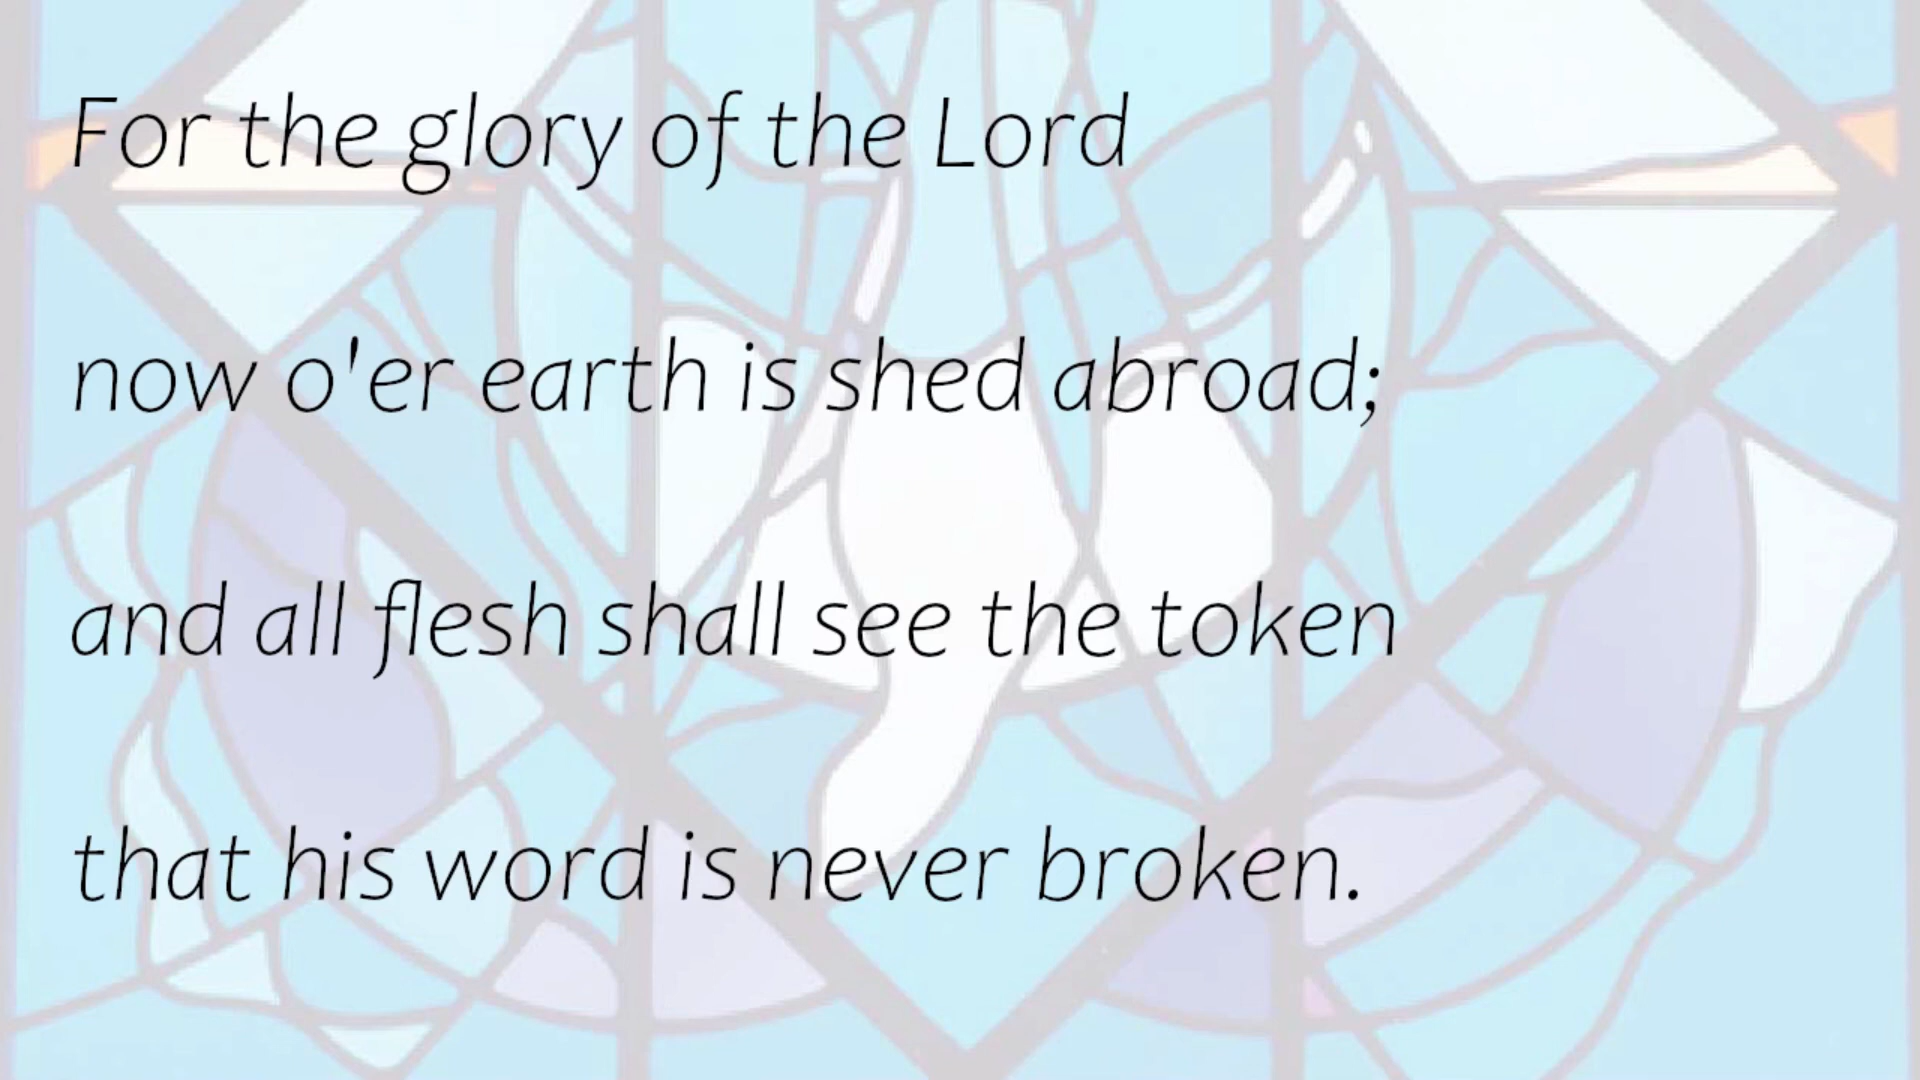 For the glory of the Lord
now o'er earth is shed abroad;
and all flesh shall see the token
that his word is never broken.